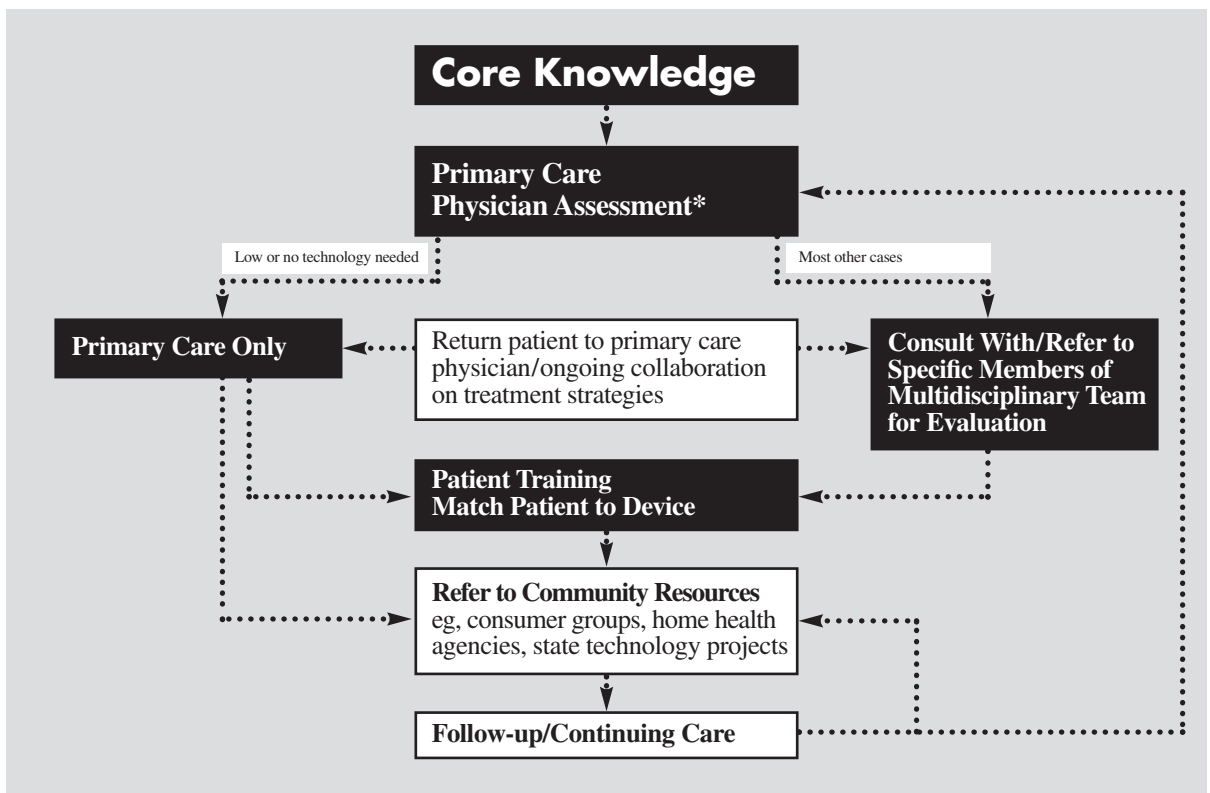 Core Knowledge
Primary Care
Physician Assessment*
Low or no technology needed
Most other cases
Primary Care Only
Return patient to primary care
physician/ongoing collaboration
on treatment strategies
Consult With/Refer to
Specific Members of
Multidisciplinary Team
for Evaluation
Patient Training
Match Patient to Device
Refer to Community Resources
eg, consumer groups, home health
agencies, state technology projects
Follow-up/Continuing Care